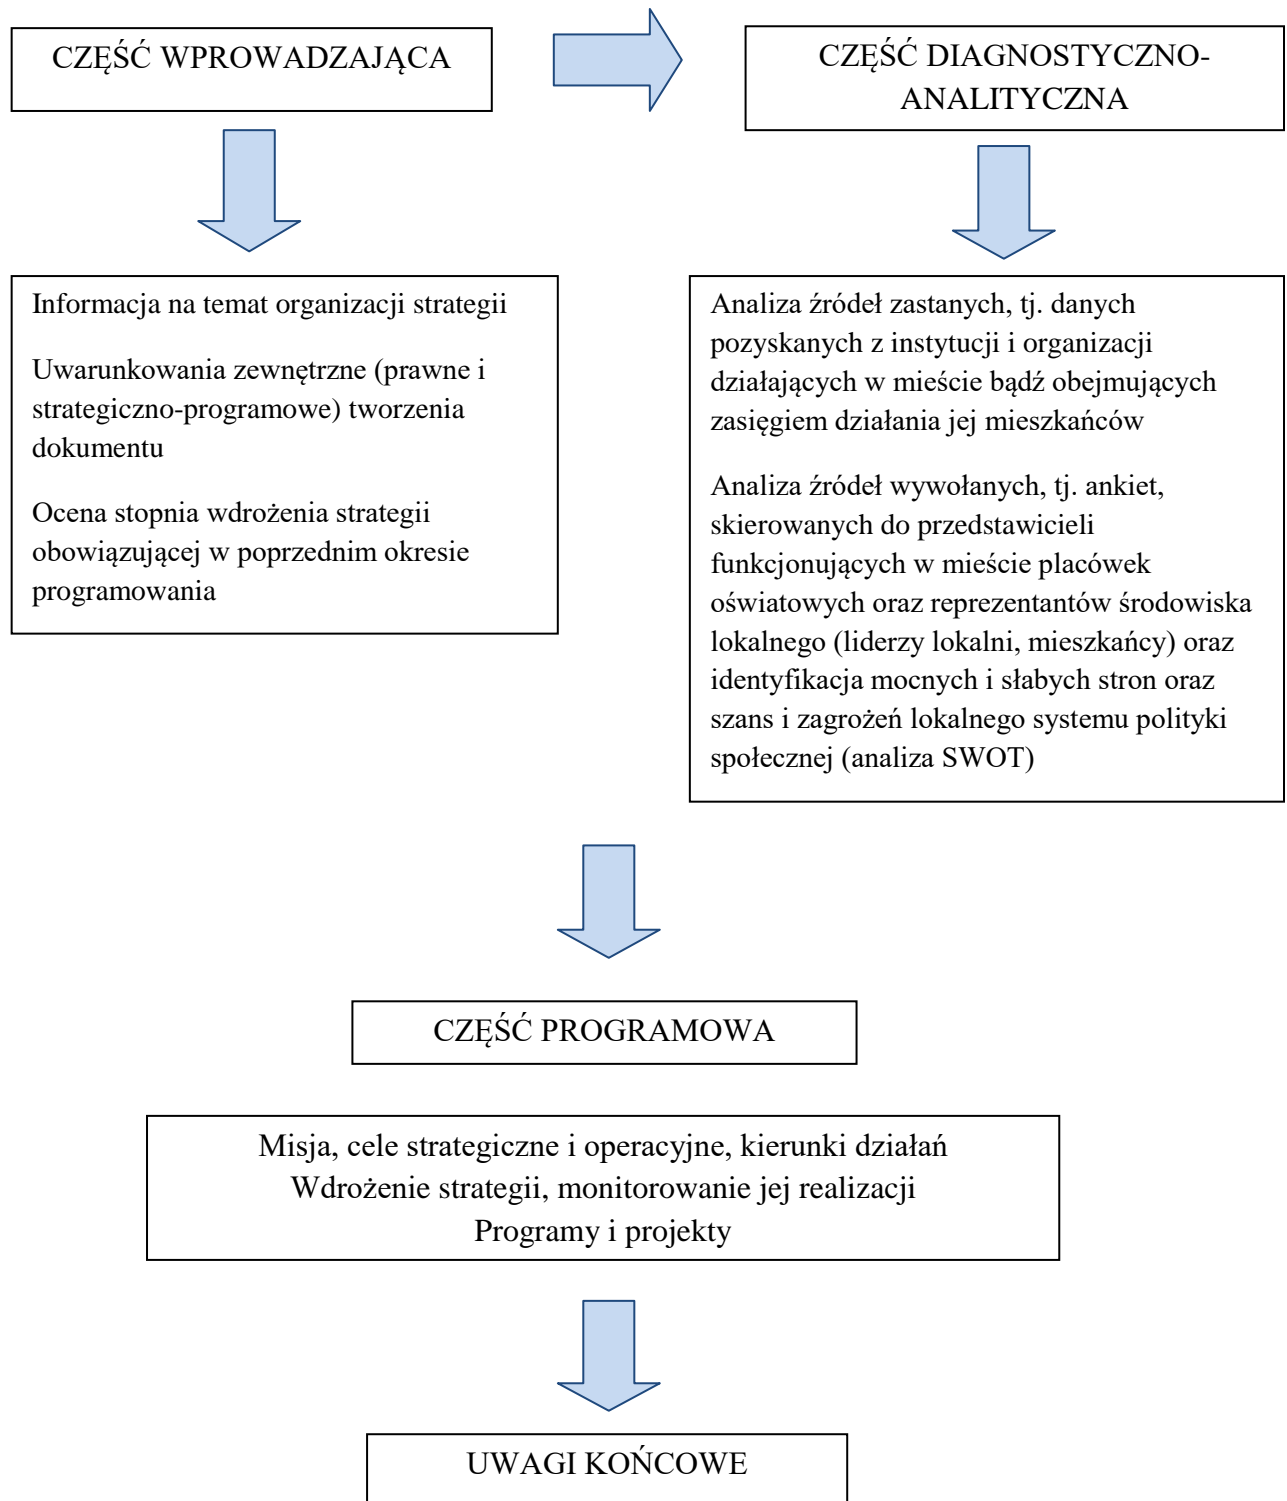 CZĘŚĆ WPROWADZAJĄCA
CZĘŚĆ DIAGNOSTYCZNO-
ANALITYCZNA
Informacja na temat organizacji strategii
Uwarunkowania zewnętrzne (prawne i
strategiczno-programowe) tworzenia
dokumentu
Ocena stopnia wdrożenia strategii
obowiązującej w poprzednim okresie
programowania
Analiza źródeł zastanych, tj. danych
pozyskanych z instytucji i organizacji
działających w mieście bądź obejmujących
zasięgiem działania jej mieszkańców
Analiza źródeł wywołanych, tj. ankiet,
skierowanych do przedstawicieli
funkcjonujących w mieście placówek
oświatowych oraz reprezentantów środowiska
lokalnego (liderzy lokalni, mieszkańcy) oraz
identyfikacja mocnych i słabych stron oraz
szans i zagrożeń lokalnego systemu polityki
społecznej (analiza SWOT)
CZĘŚĆ PROGRAMOWA
Misja, cele strategiczne i operacyjne, kierunki działań
Wdrożenie strategii, monitorowanie jej realizacji
Programy i projekty
UWAGI KOŃCOWE